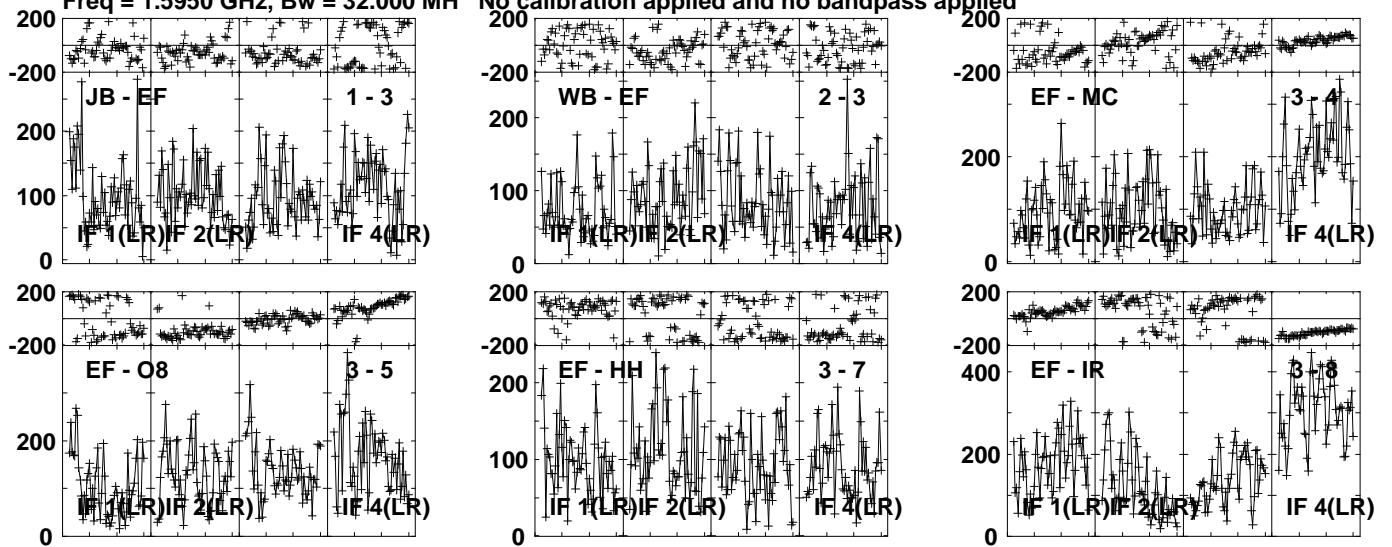 Freq = 1.5950 GHz, Bw = 32.000 MH No calibration applied and no bandpass applied
200
-200
JB - EF 1 - 3
200
100
0
IF 1(LR) IF 2(LR) IF 4(LR)
200
-200
WB - EF 2 - 3
200
100
0
IF 1(LR) IF 2(LR) IF 4(LR)
200
-200
EF - MC 3 - 4
200
0
IF 1(LR) IF 2(LR) IF 4(LR)
200
-200
EF - O8 3 - 5
200
0
IF 1(LR) IF 2(LR) IF 4(LR)
200
-200
EF - HH 3 - 7
200
100
0
IF 1(LR) IF 2(LR) IF 4(LR)
200
-200
EF - IR 3 - 8
400
200
0
IF 1(LR) IF 2(LR) IF 4(LR)